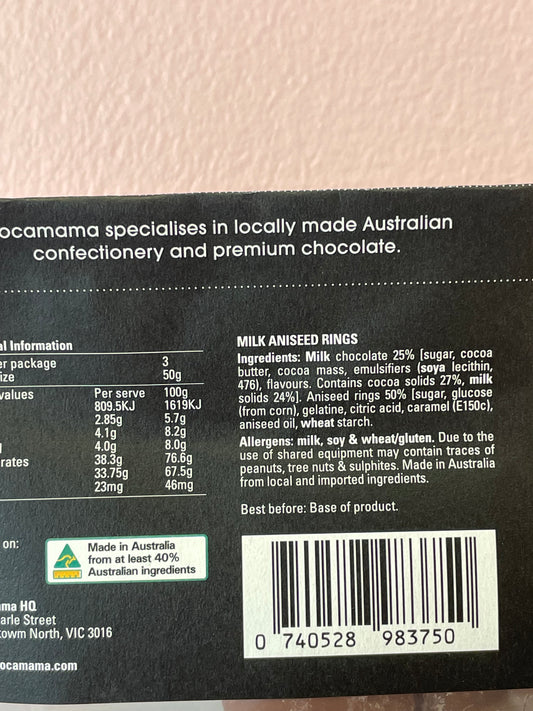 ocamama specialises in locally made Australian
confectionery and premium chocolate.
al Information
er package 3
ize 50g
values Per serve 100g
809.5KJ 1619KJ
2.85g 5.7g
4.1g 8.2g
4.0g 8.0g
rates 38.3g 76.6g
33.75g 67.5g
23mg 46mg
MILK ANISEED RINGS
Ingredients: Milk chocolate 25% [sugar, cocoa
butter, cocoa mass, emulsifiers (soya lecithin,
476), flavours. Contains cocoa solids 27%, milk
solids 24%]. Aniseed rings 50% [sugar, glucose
(from corn), gelatine, citric acid, caramel (E150c),
aniseed oil, wheat starch.
Allergens: milk, soy & wheat/gluten. Due to the
use of shared equipment may contain traces of
peanuts, tree nuts & sulphites. Made in Australia
from local and imported ingredients.
Best before: Base of product.
on:
Made in Australia
from at least 40%
Australian ingredients
ma HQ
arle Street
towm North, VIC 3016
ocamama.com
0 740528 983750